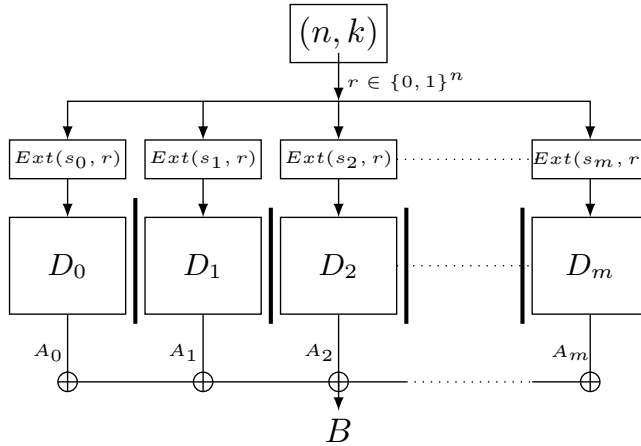 (n, k)
r ∈ {0, 1}^n
Ext(s_0, r) Ext(s_1, r) Ext(s_2, r) Ext(s_m, r
D_0 D_1 D_2 D_m
A_0 A_1 A_2 A_m
B